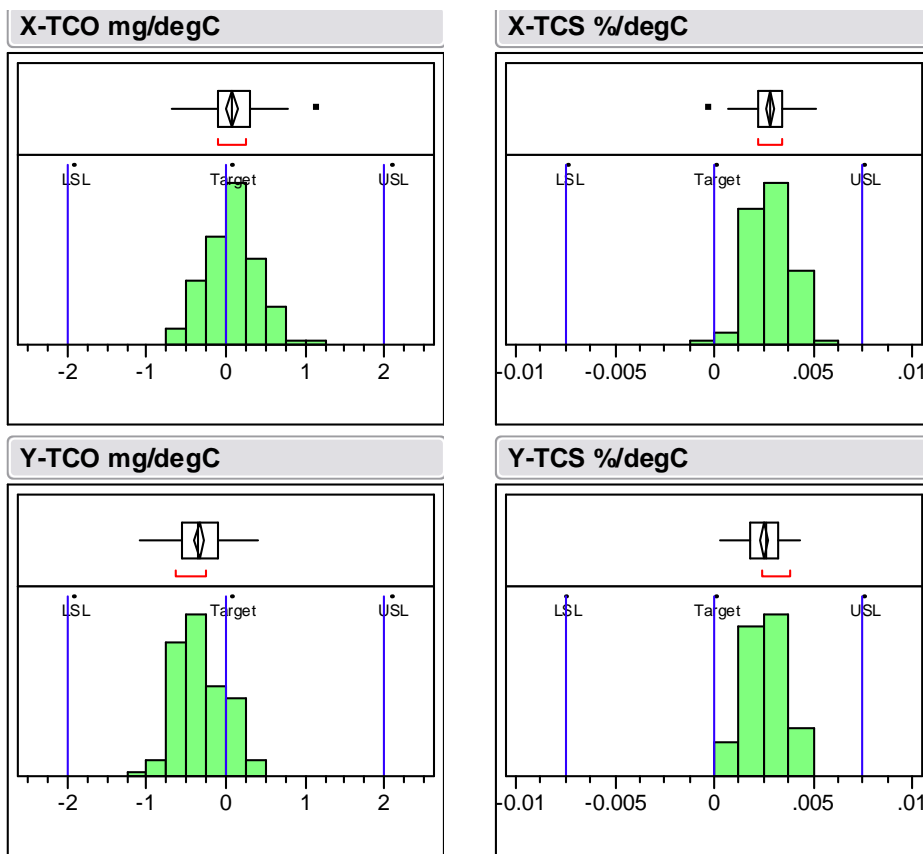 X-TCO mg/degC
LSL Target USL
-2 -1 0 1 2
X-TCS %/degC
LSL Target USL
-0.01 -0.005 0 .005 .01
Y-TCO mg/degC
LSL Target USL
-2 -1 0 1 2
Y-TCS %/degC
LSL Target USL
-0.01 -0.005 0 .005 .01